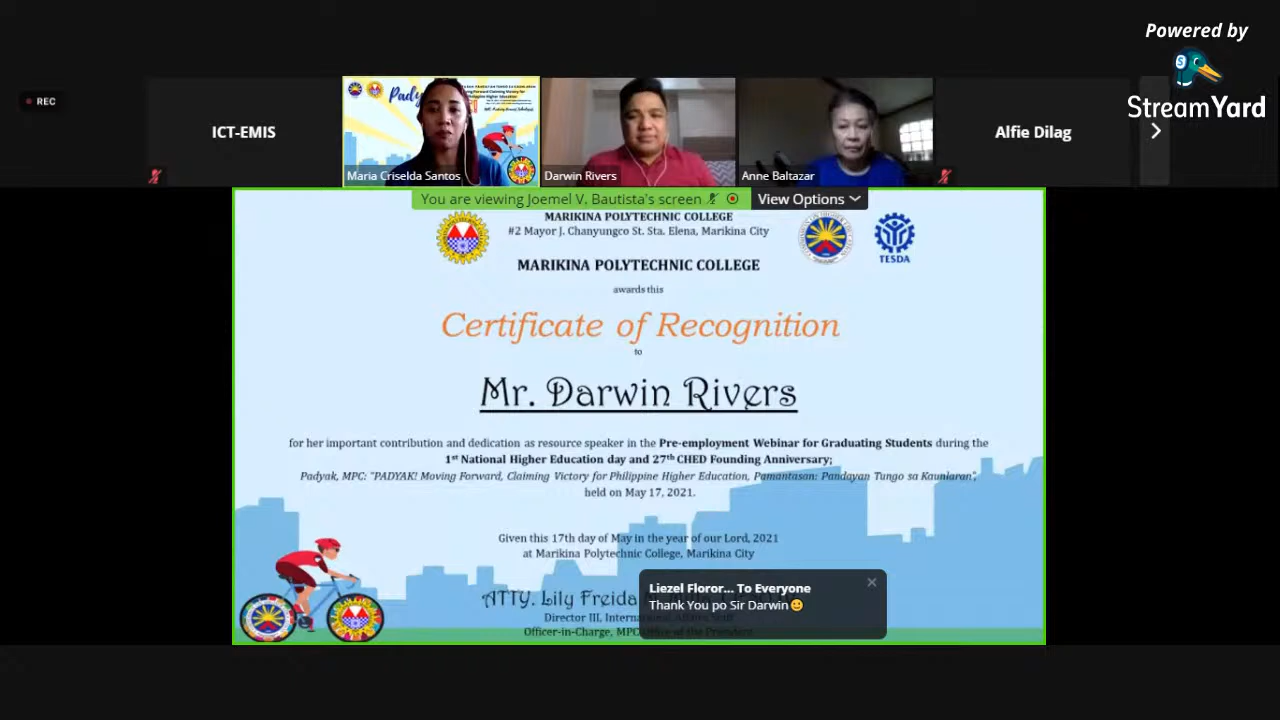 Powered by
StreamYard
REC
ICT-EMIS
Pady
Maria Criselda Santos
Darwin Rivers
Anne Baltazar
Alfie Dilag
You are viewing Joemel V. Bautista's screen
View Options
MARIKINA POLYTECHNIC COLLEGE
#2 Mayor J. Chanyungco St. Sta. Elena, Marikina City
TESDA
MARIKINA POLYTECHNIC COLLEGE
awards this
Certificate of Recognition
to
Mr. Darwin Rivers
for her important contribution and dedication as resource speaker in the Pre-employment Webinar for Graduating Students during the
1st National Higher Education day and 27th CHED Founding Anniversary;
Padyak, MPC: "PADYAK! Moving Forward, Claiming Victory for Philippine Higher Education, Pamantasan: Pandayan Tungo sa Kaunlaran",
held on May 17, 2021.
Given this 17th day of May in the year of our Lord, 2021
at Marikina Polytechnic College, Marikina City
ATTY. Lily Freida
Director III, International Affairs Staff
Officer-in-Charge, MPC Office of the President
Liezel Floror... To Everyone
Thank You po Sir Darwin😊